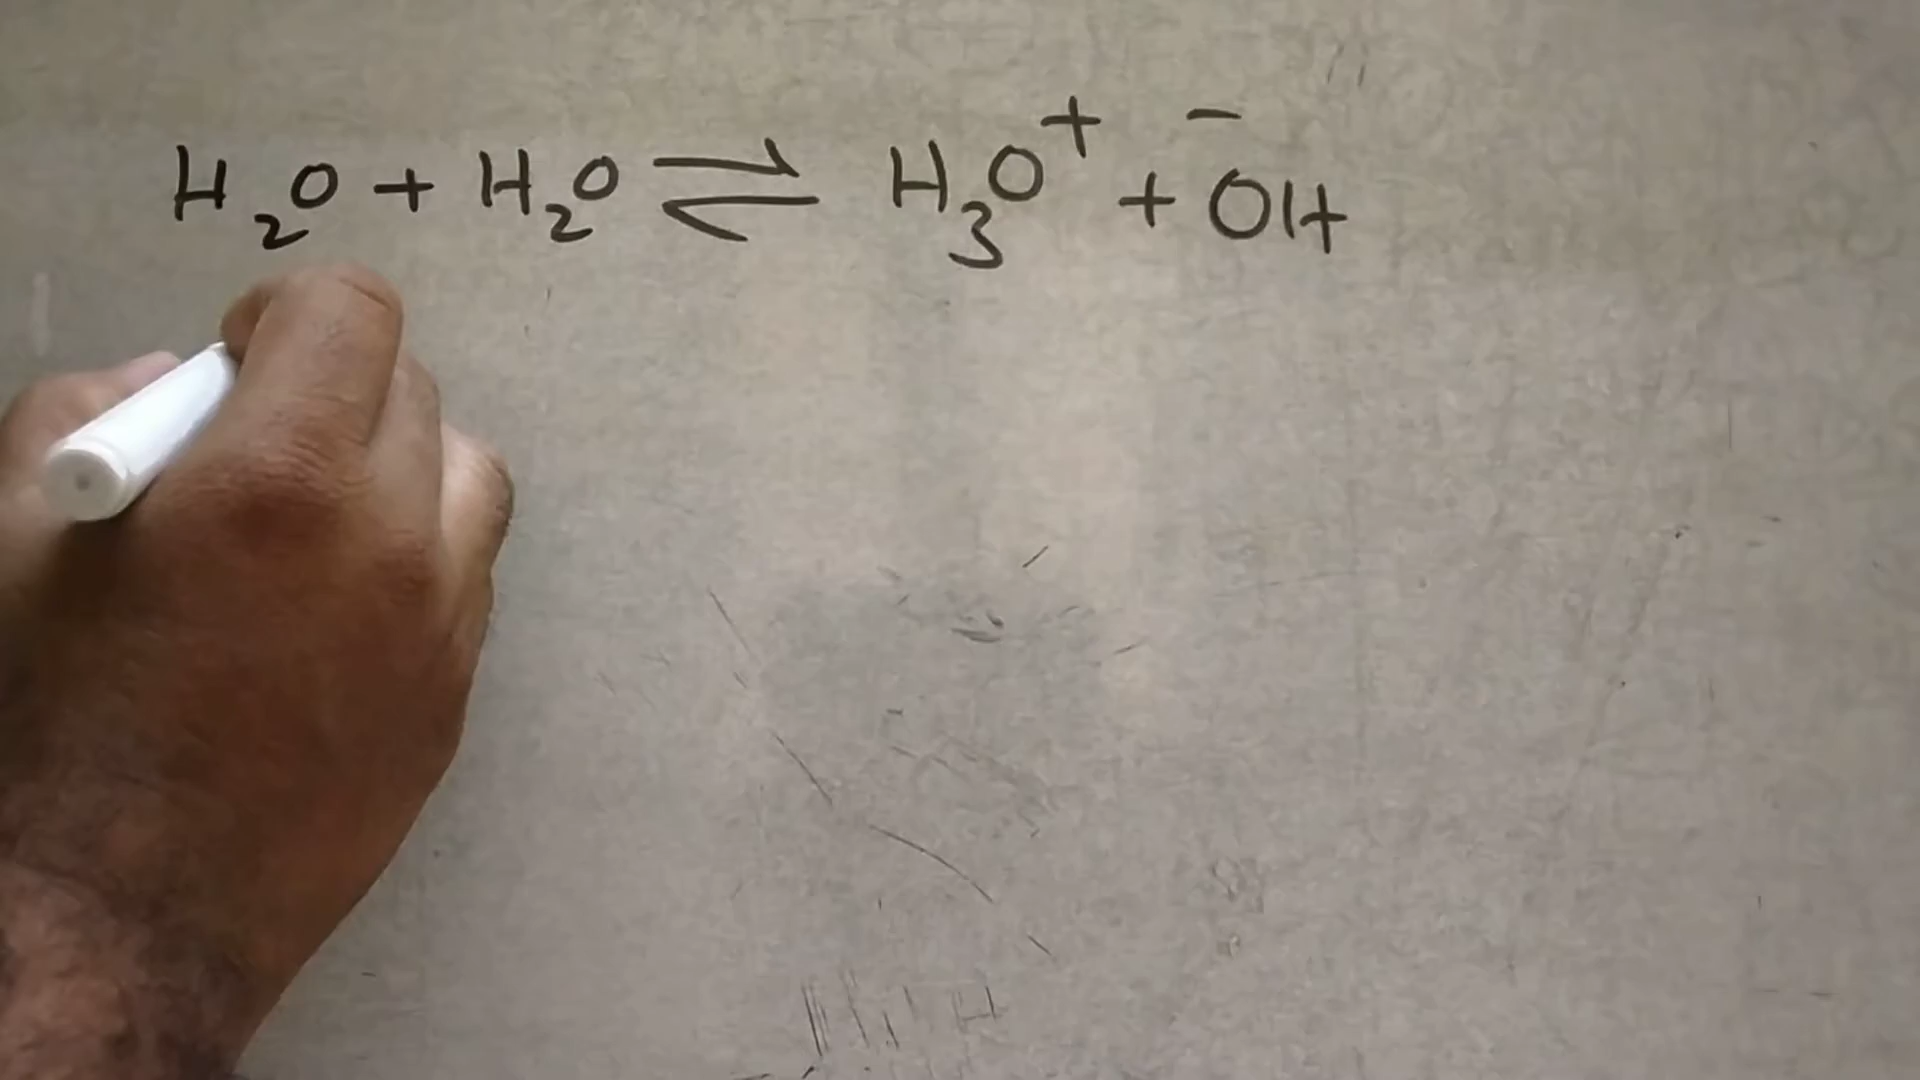 H₂O + H₂O ⇌ H₃O⁺ + ⁻OH